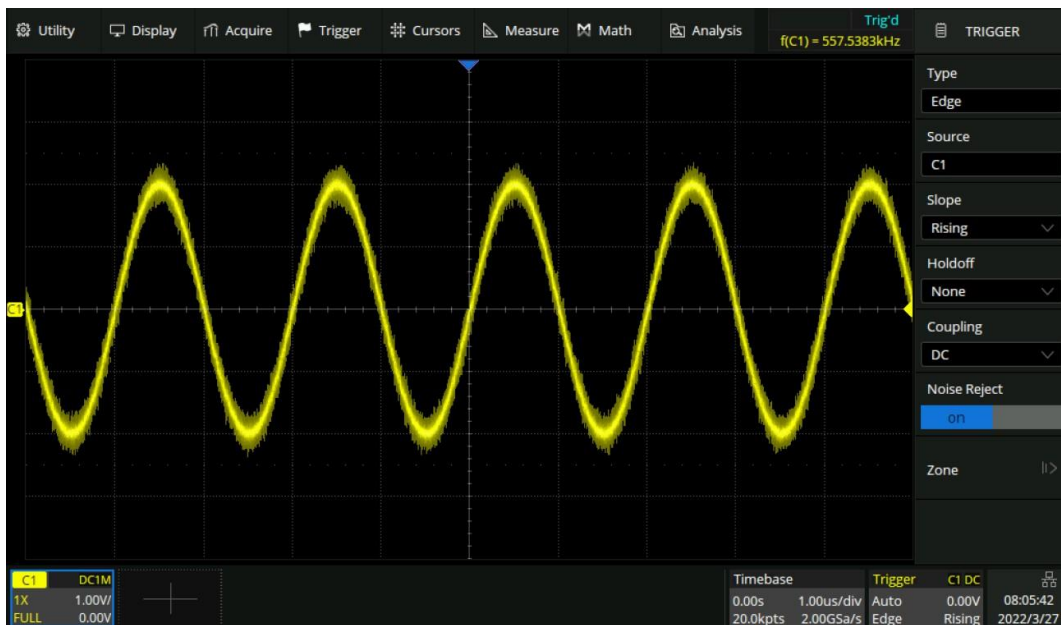 Utility Display Acquire Trigger Cursors Measure Math Analysis
Trig'd
f(C1) = 557.5383kHz
TRIGGER
Type
Edge
Source
C1
Slope
Rising
Holdoff
None
Coupling
DC
Noise Reject
on
Zone
C1
C1 DC1M
1X 1.00V/
FULL 0.00V
Timebase
0.00s 1.00us/div
20.0kpts 2.00GSa/s
Trigger C1 DC
Auto 0.00V
Edge Rising
08:05:42
2022/3/27